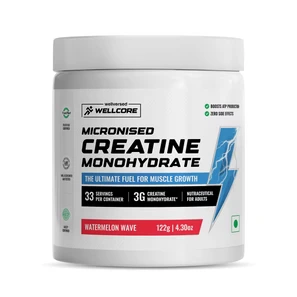 wellversed
WELLCORE
BOOSTS ATP PRODUCTION
ZERO SIDE EFFECTS
MICRONISED
CREATINE
MONOHYDRATE
THE ULTIMATE FUEL FOR MUSCLE GROWTH
33 SERVINGS PER CONTAINER
3G CREATINE MONOHYDRATE*
NUTRACEUTICAL FOR ADULTS
WATERMELON WAVE
122g | 4.30oz